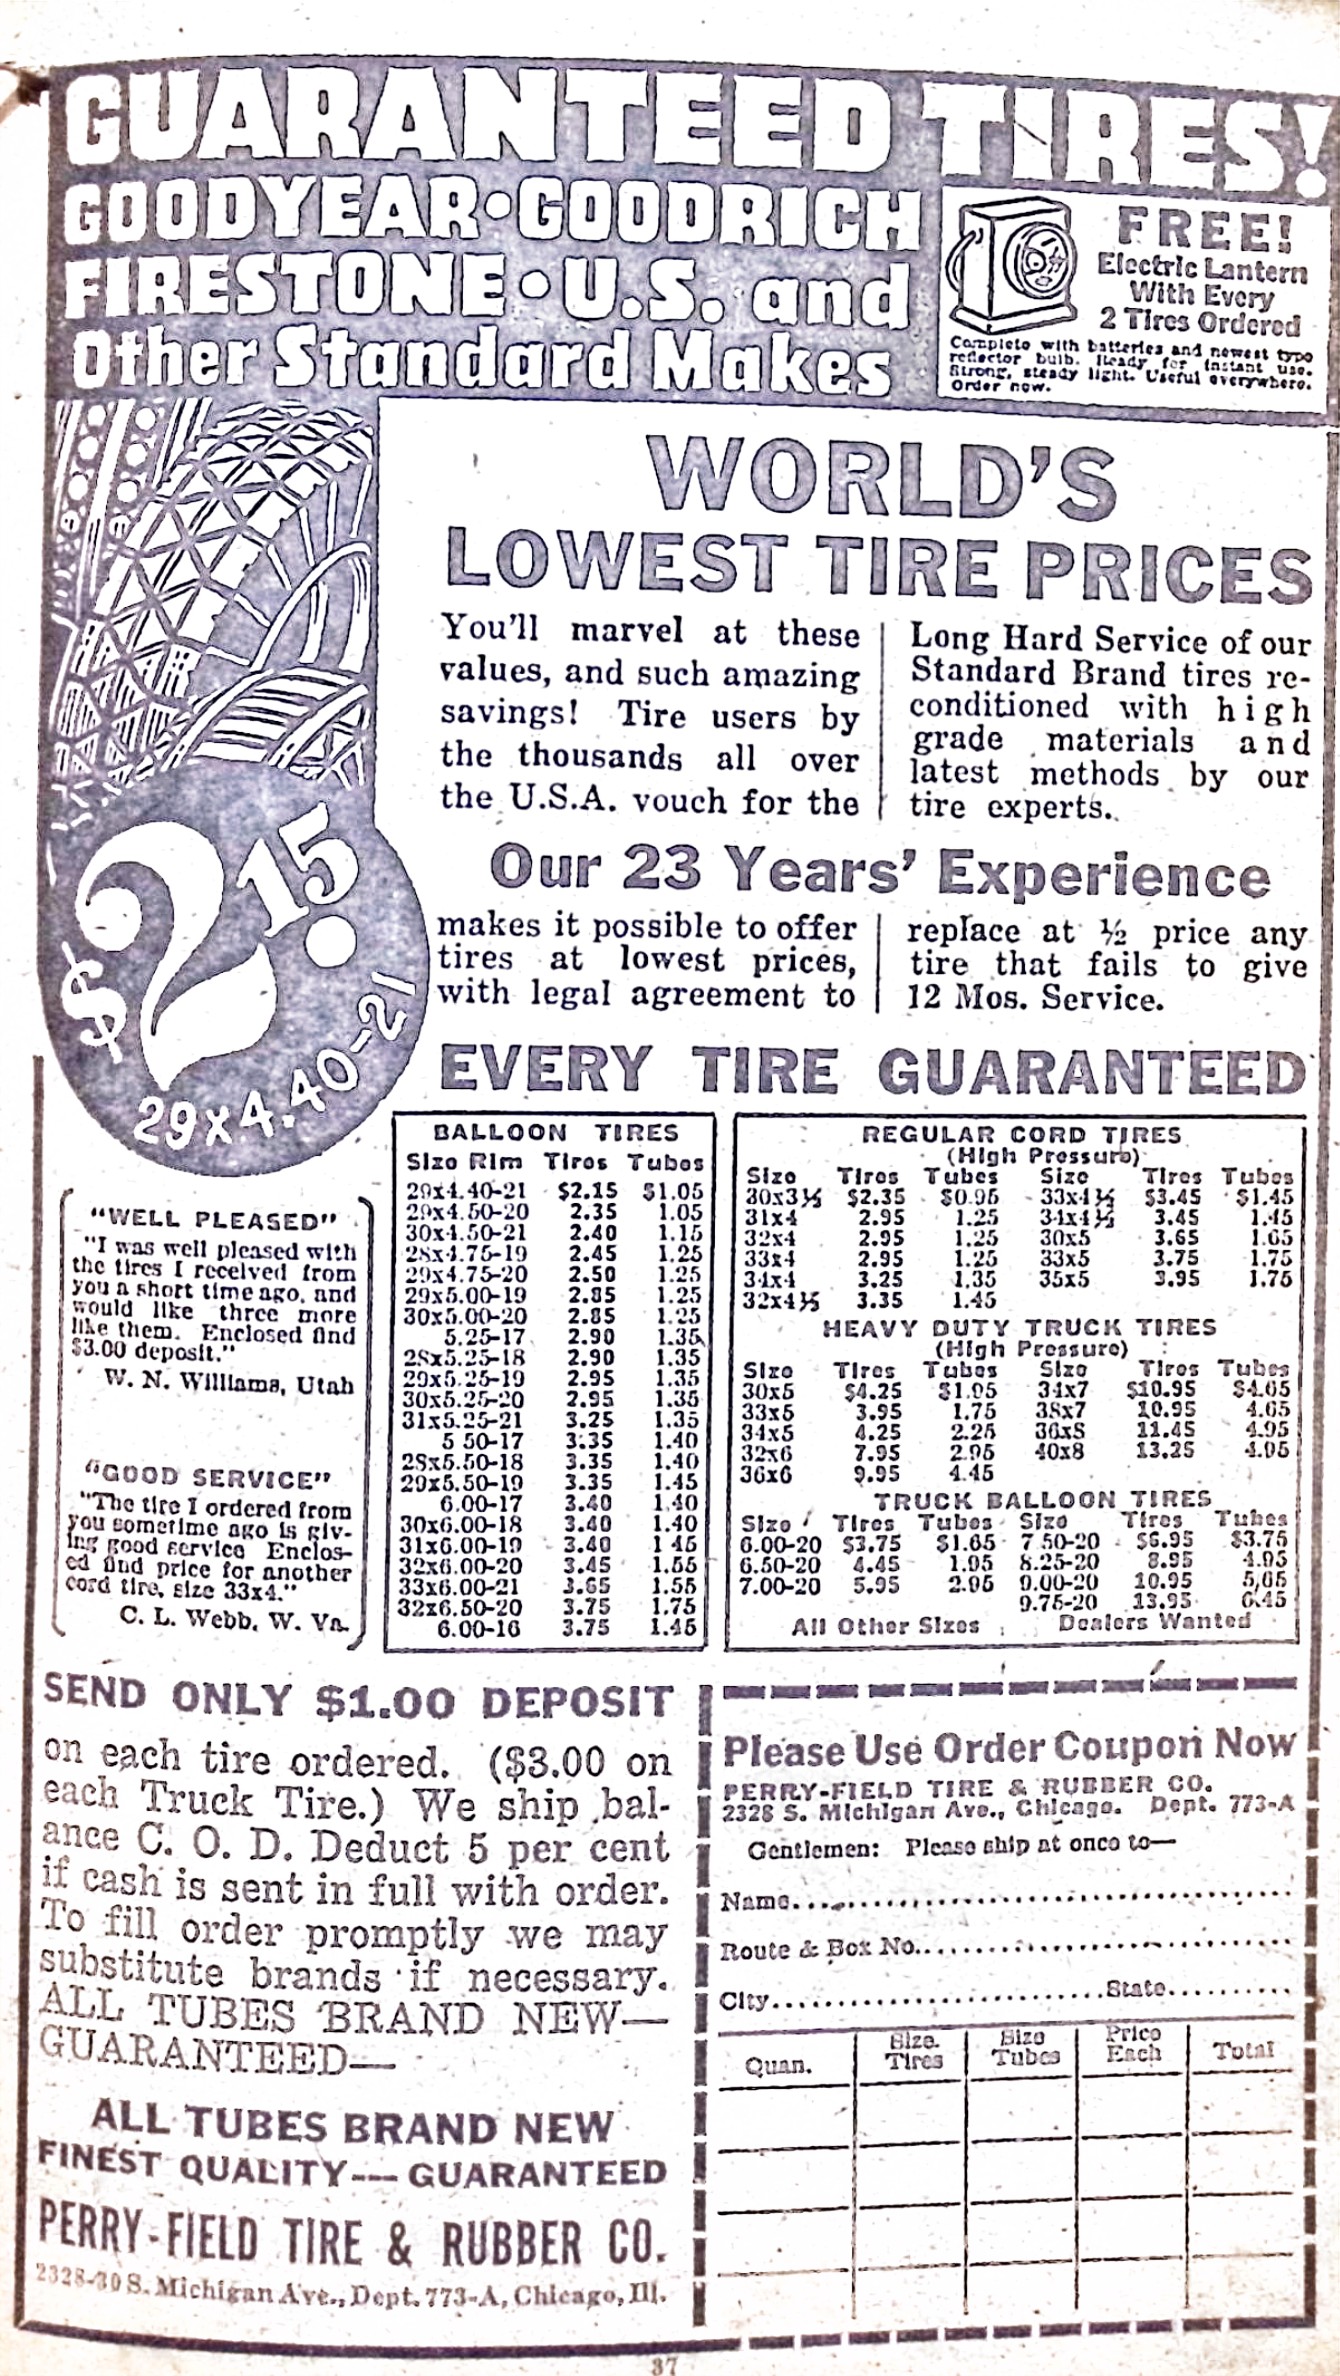 GUARANTEED TIRES!
GOODYEAR•GOODRICH
FIRESTONE•U.S. and
Other Standard Makes
FREE!
Electric Lantern
With Every
2 Tires Ordered
Complete with batteries and newest type
reflector bulb. Ready for instant use.
Strong, steady light. Useful everywhere.
Order now.
WORLD'S
LOWEST TIRE PRICES
You'll marvel at these
values, and such amazing
savings! Tire users by
the thousands all over
the U.S.A. vouch for the
Long Hard Service of our
Standard Brand tires re-
conditioned with high
grade materials and
latest methods by our
tire experts.
$2.15
29x4.40-21
Our 23 Years' Experience
makes it possible to offer
tires at lowest prices,
with legal agreement to
replace at ½ price any
tire that fails to give
12 Mos. Service.
EVERY TIRE GUARANTEED
"WELL PLEASED"
"I was well pleased with
the tires I received from
you a short time ago, and
would like three more
like them. Enclosed find
$3.00 deposit."
W. N. Williams, Utah
"GOOD SERVICE"
"The tire I ordered from
you sometime ago is giv-
ing good service Enclos-
ed find price for another
cord tire, size 33x4."
C. L. Webb, W. Va.
BALLOON TIRES
Size Rim Tires Tubes
29x4.40-21 $2.15 $1.05
29x4.50-20 2.35 1.05
30x4.50-21 2.40 1.15
28x4.75-19 2.45 1.25
29x4.75-20 2.50 1.25
29x5.00-19 2.85 1.25
30x5.00-20 2.85 1.25
5.25-17 2.90 1.35
28x5.25-18 2.90 1.35
29x5.25-19 2.95 1.35
30x5.25-20 2.95 1.35
31x5.25-21 3.25 1.35
5 50-17 3.35 1.40
28x5.50-18 3.35 1.40
29x5.50-19 3.35 1.45
6.00-17 3.40 1.40
30x6.00-18 3.40 1.40
31x6.00-19 3.40 1.45
32x6.00-20 3.45 1.55
33x6.00-21 3.65 1.55
32x6.50-20 3.75 1.75
6.00-16 3.75 1.45
REGULAR CORD TIRES
(High Pressure)
Size Tires Tubes Size Tires Tubes
30x3½ $2.35 $0.95 33x4½ $3.45 $1.45
31x4 2.95 1.25 34x4½ 3.45 1.45
32x4 2.95 1.25 30x5 3.65 1.65
33x4 2.95 1.25 33x5 3.75 1.75
34x4 3.25 1.35 35x5 3.95 1.75
32x4½ 3.35 1.45
HEAVY DUTY TRUCK TIRES
(High Pressure)
Size Tires Tubes Size Tires Tubes
30x5 $4.25 $1.95 34x7 $10.95 $4.65
33x5 3.95 1.75 38x7 10.95 4.65
34x5 4.25 2.25 36x8 11.45 4.95
32x6 7.95 2.95 40x8 13.25 4.95
36x6 9.95 4.45
TRUCK BALLOON TIRES
Size Tires Tubes Size Tires Tubes
6.00-20 $3.75 $1.65 7.50-20 $6.95 $3.75
6.50-20 4.45 1.95 8.25-20 8.95 4.95
7.00-20 5.95 2.95 9.00-20 10.95 5.65
9.75-20 13.95 6.45
All Other Sizes Dealers Wanted
SEND ONLY $1.00 DEPOSIT
on each tire ordered. ($3.00 on
each Truck Tire.) We ship bal-
ance C. O. D. Deduct 5 per cent
if cash is sent in full with order.
To fill order promptly we may
substitute brands if necessary.
ALL TUBES BRAND NEW—
GUARANTEED—
ALL TUBES BRAND NEW
FINEST QUALITY---GUARANTEED
PERRY-FIELD TIRE & RUBBER CO.
2328-30 S. Michigan Ave., Dept. 773-A, Chicago, Ill.
Please Use Order Coupon Now
PERRY-FIELD TIRE & RUBBER CO.
2328 S. Michigan Ave., Chicago. Dept. 773-A
Gentlemen: Please ship at once to—
Name
Route & Box No.
City State
Quan. Size Tires Size Tubes Price Each Total
37